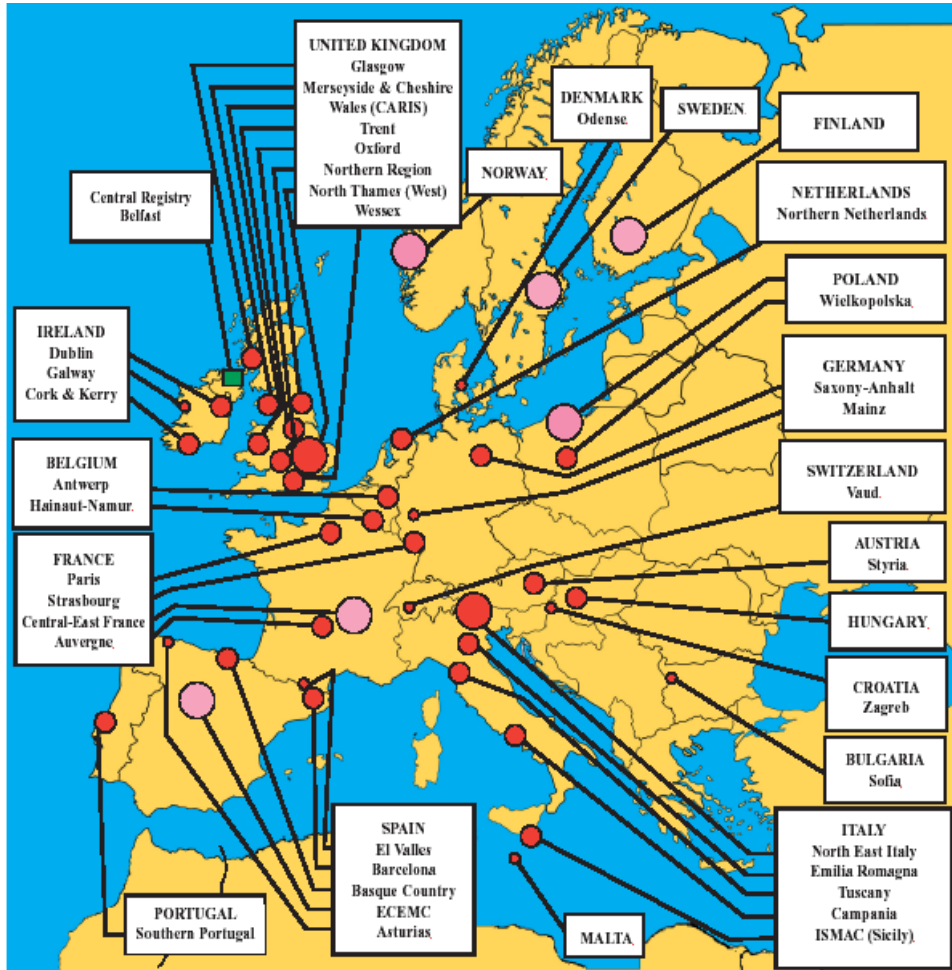 UNITED KINGDOM
Glasgow
Merseyside & Cheshire
Wales (CARIS)
Trent
Oxford
Northern Region
North Thames (West)
Wessex
DENMARK
Odense
SWEDEN
FINLAND
NORWAY
NETHERLANDS
Northern Netherlands
Central Registry
Belfast
POLAND
Wielkopolska
IRELAND
Dublin
Galway
Cork & Kerry
GERMANY
Saxony-Anhalt
Mainz
BELGIUM
Antwerp
Hainaut-Namur
SWITZERLAND
Vaud
FRANCE
Paris
Strasbourg
Central-East France
Auvergne
AUSTRIA
Styria
HUNGARY
CROATIA
Zagreb
BULGARIA
Sofia
SPAIN
El Valles
Barcelona
Basque Country
ECEMC
Asturias
ITALY
North East Italy
Emilia Romagna
Tuscany
Campania
ISMAC (Sicily)
PORTUGAL
Southern Portugal
MALTA